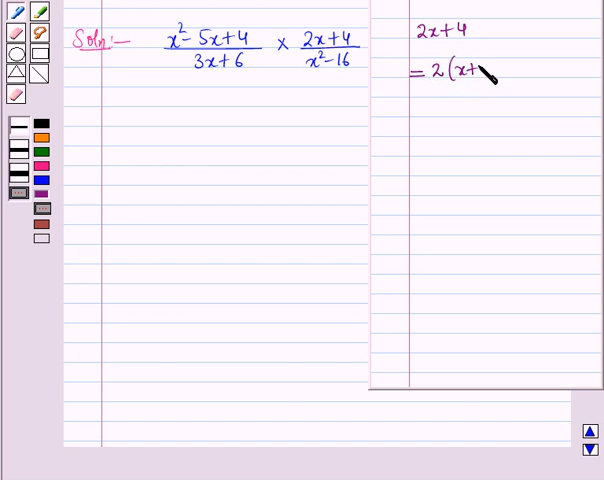 Soln:- x² - 5x + 4 / 3x + 6 × 2x + 4 / x² - 16
2x + 4
= 2 (x +